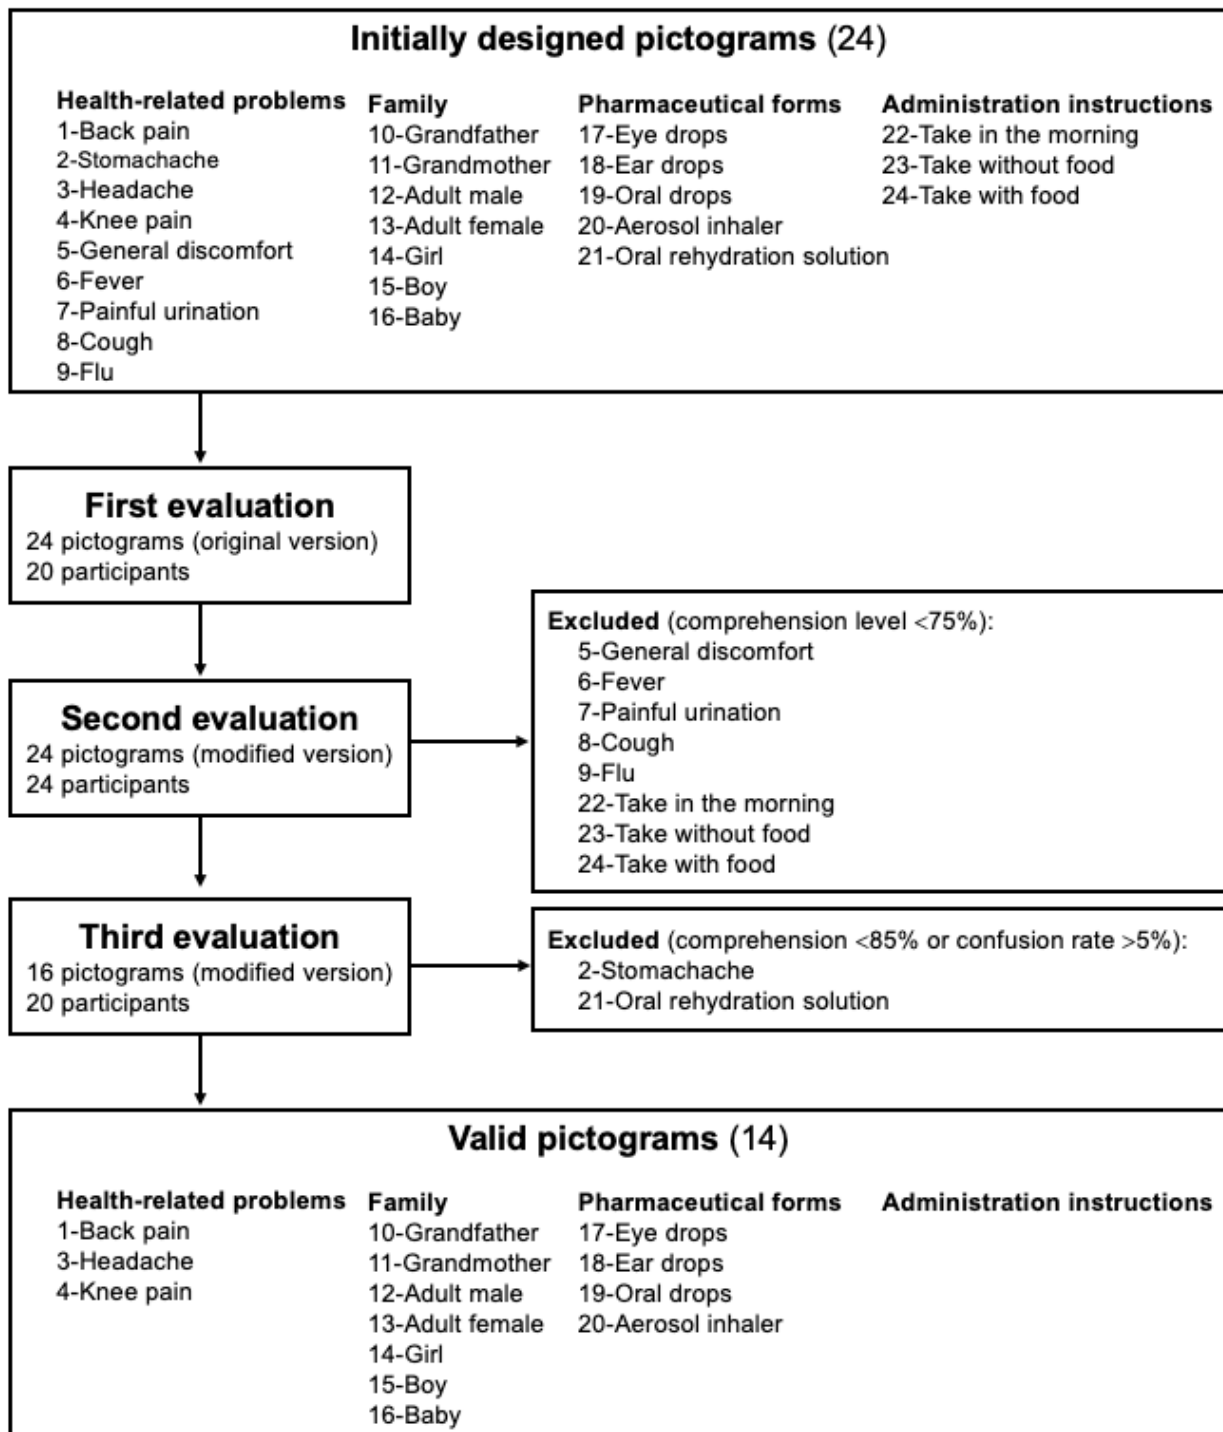 Initially designed pictograms (24)
Health-related problems
1-Back pain
2-Stomachache
3-Headache
4-Knee pain
5-General discomfort
6-Fever
7-Painful urination
8-Cough
9-Flu
Family
10-Grandfather
11-Grandmother
12-Adult male
13-Adult female
14-Girl
15-Boy
16-Baby
Pharmaceutical forms
17-Eye drops
18-Ear drops
19-Oral drops
20-Aerosol inhaler
21-Oral rehydration solution
Administration instructions
22-Take in the morning
23-Take without food
24-Take with food
First evaluation
24 pictograms (original version)
20 participants
Second evaluation
24 pictograms (modified version)
24 participants
Excluded (comprehension level <75%):
5-General discomfort
6-Fever
7-Painful urination
8-Cough
9-Flu
22-Take in the morning
23-Take without food
24-Take with food
Third evaluation
16 pictograms (modified version)
20 participants
Excluded (comprehension <85% or confusion rate >5%):
2-Stomachache
21-Oral rehydration solution
Valid pictograms (14)
Health-related problems
1-Back pain
3-Headache
4-Knee pain
Family
10-Grandfather
11-Grandmother
12-Adult male
13-Adult female
14-Girl
15-Boy
16-Baby
Pharmaceutical forms
17-Eye drops
18-Ear drops
19-Oral drops
20-Aerosol inhaler
Administration instructions